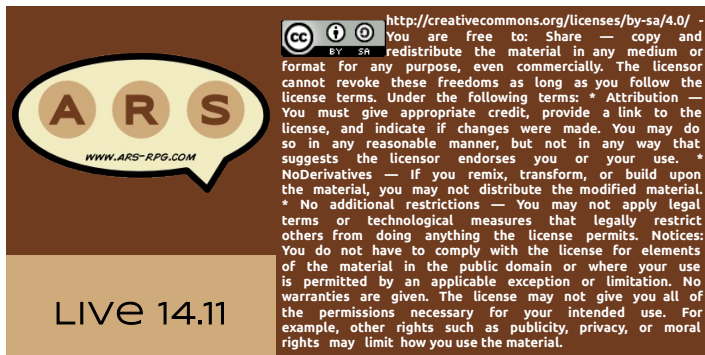 A R S
WWW.ARS-RPG.COM
LIVE 14.11
cc
BY SA
http://creativecommons.org/licenses/by-sa/4.0/ -
You are free to: Share — copy and
redistribute the material in any medium or
format for any purpose, even commercially. The licensor
cannot revoke these freedoms as long as you follow the
license terms. Under the following terms: * Attribution —
You must give appropriate credit, provide a link to the
license, and indicate if changes were made. You may do
so in any reasonable manner, but not in any way that
suggests the licensor endorses you or your use. *
NoDerivatives — If you remix, transform, or build upon
the material, you may not distribute the modified material.
* No additional restrictions — You may not apply legal
terms or technological measures that legally restrict
others from doing anything the license permits. Notices:
You do not have to comply with the license for elements
of the material in the public domain or where your use
is permitted by an applicable exception or limitation. No
warranties are given. The license may not give you all of
the permissions necessary for your intended use. For
example, other rights such as publicity, privacy, or moral
rights may limit how you use the material.